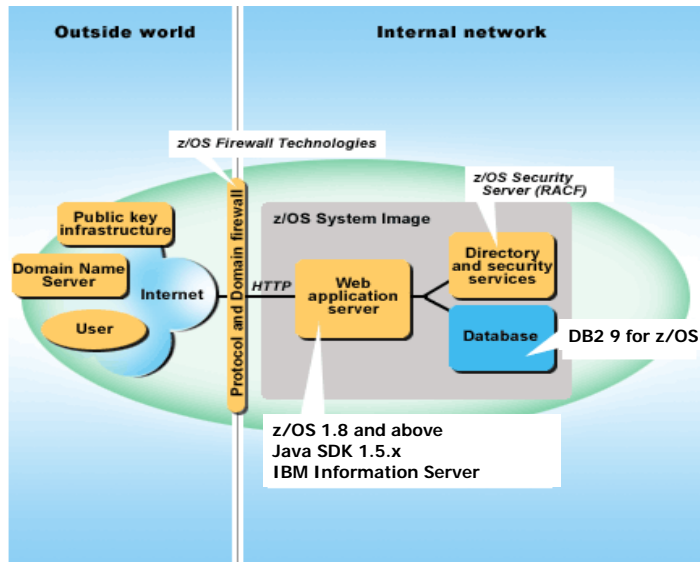 Outside world
Internal network
z/OS Firewall Technologies
z/OS Security
Server (RACF)
Public key
infrastructure
z/OS System Image
Domain Name
Server
Internet
User
Protocol and Domain firewall
HTTP
Web
application
server
Directory
and security
services
Database
DB2 9 for z/OS
z/OS 1.8 and above
Java SDK 1.5.x
IBM Information Server